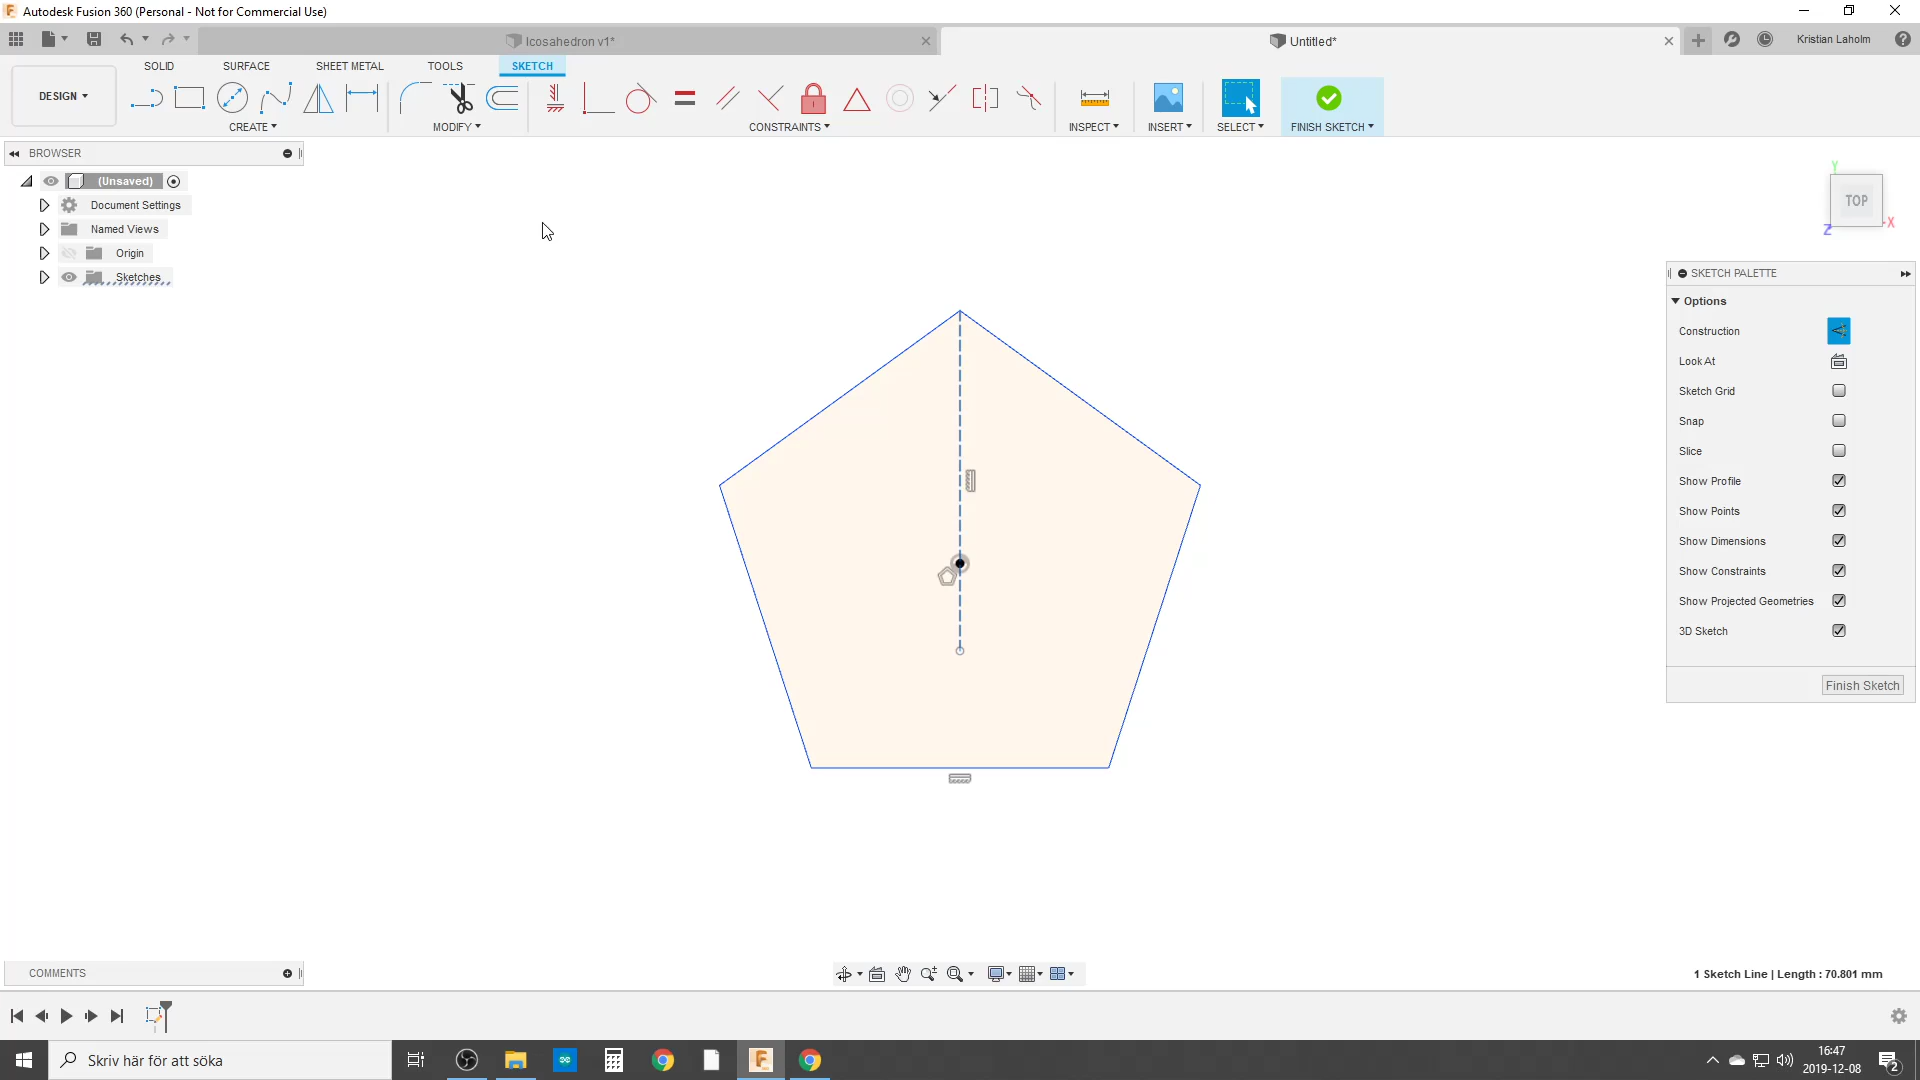 Autodesk Fusion 360 (Personal - Not for Commercial Use)
Icosahedron v1*
Untitled*
Kristian Laholm
SOLID
SURFACE
SHEET METAL
TOOLS
SKETCH
DESIGN
CREATE
MODIFY
CONSTRAINTS
INSPECT
INSERT
SELECT
FINISH SKETCH
BROWSER
(Unsaved)
Document Settings
Named Views
Origin
Sketches
Y
TOP
X
Z
SKETCH PALETTE
Options
Construction
Look At
Sketch Grid
Snap
Slice
Show Profile
Show Points
Show Dimensions
Show Constraints
Show Projected Geometries
3D Sketch
Finish Sketch
COMMENTS
1 Sketch Line | Length : 70.801 mm
Skriv här för att söka
16:47
2019-12-08
2